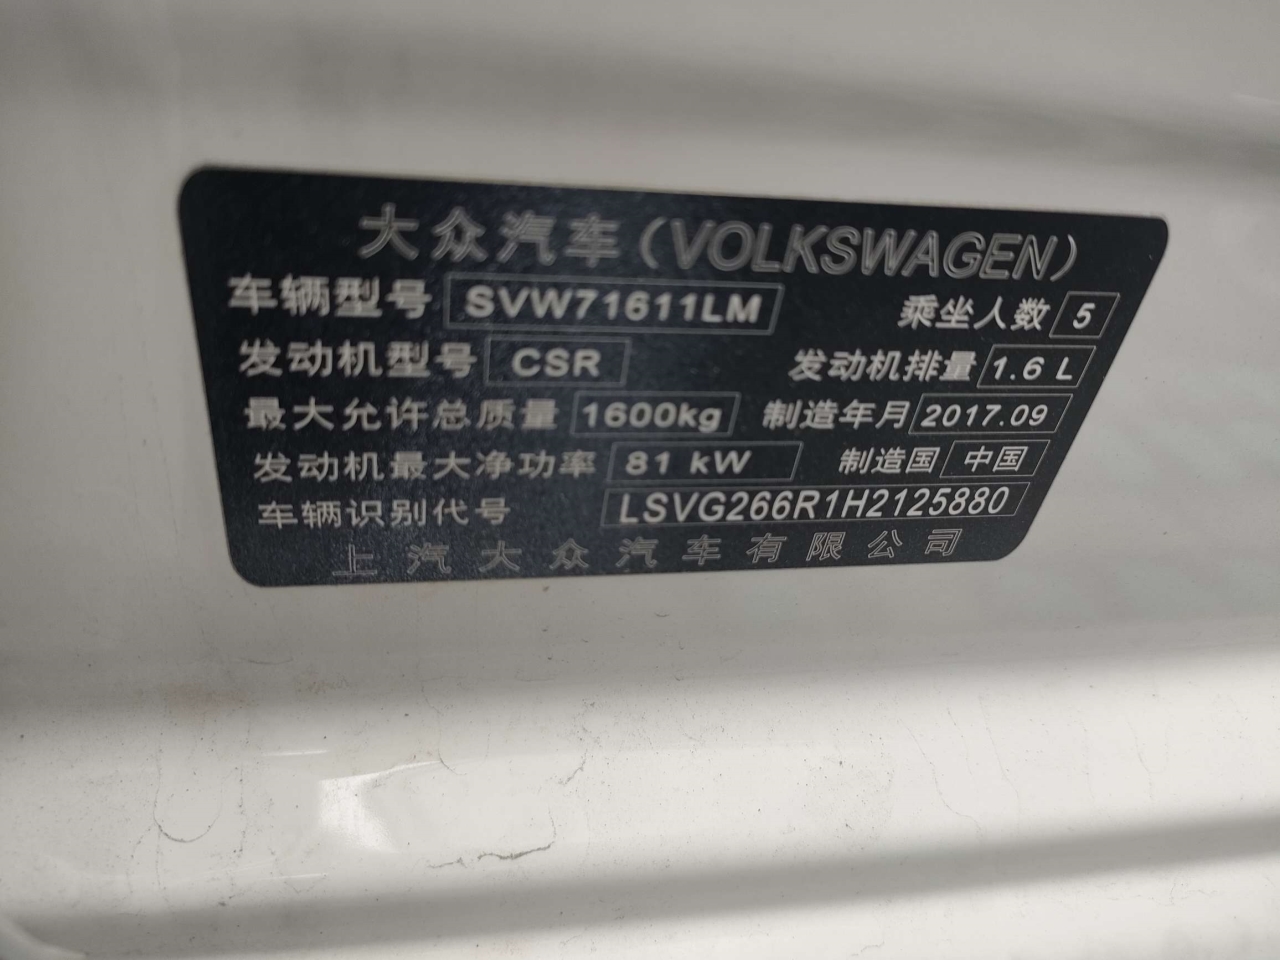 大众汽车(VOLKSWAGEN)
车辆型号 SVW71611LM 乘坐人数 5
发动机型号 CSR 发动机排量 1.6 L
最大允许总质量 1600kg 制造年月 2017.09
发动机最大净功率 81 kW 制造国 中国
车辆识别代号 LSVG266R1H2125880
上汽大众汽车有限公司